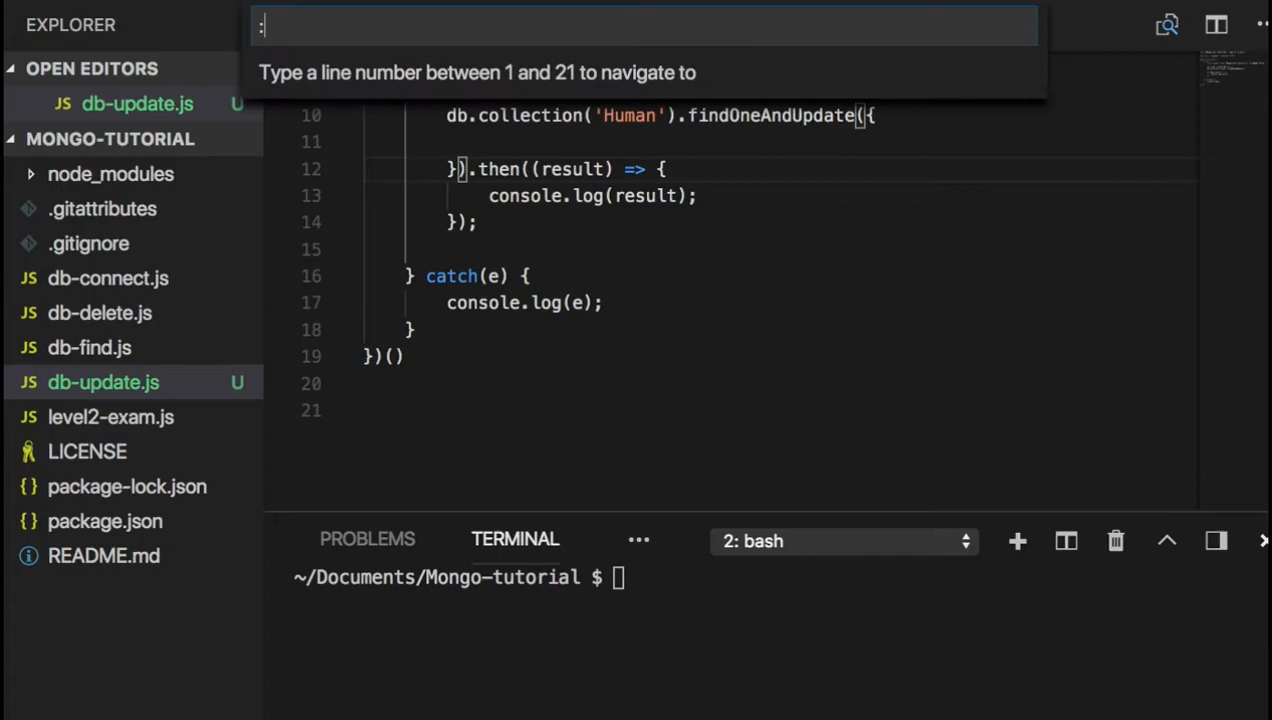 EXPLORER
:
Type a line number between 1 and 21 to navigate to
OPEN EDITORS
JS db-update.js U
MONGO-TUTORIAL
node_modules
.gitattributes
.gitignore
JS db-connect.js
JS db-delete.js
JS db-find.js
JS db-update.js U
JS level2-exam.js
LICENSE
{} package-lock.json
{} package.json
README.md
10 db.collection('Human').findOneAndUpdate({
11
12 }).then((result) => {
13 console.log(result);
14 });
15
16 } catch(e) {
17 console.log(e);
18 }
19 })()
20
21
PROBLEMS TERMINAL ••• 2: bash
~/Documents/Mongo-tutorial $